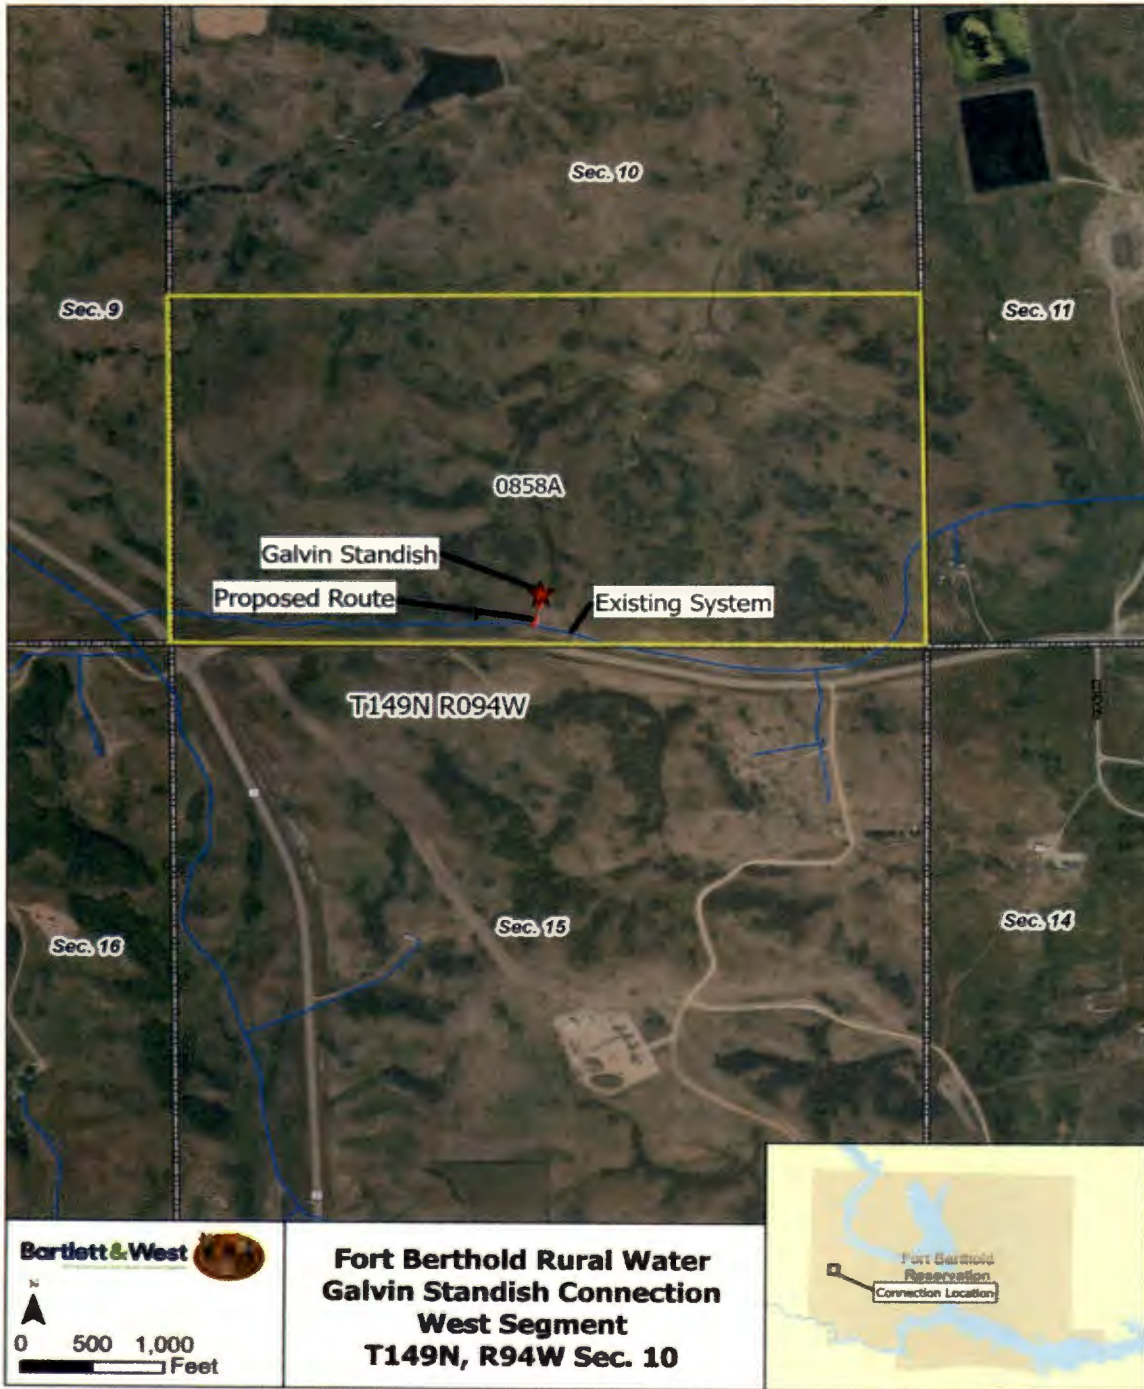 Sec. 10
Sec. 9
Sec. 11
0858A
Galvin Standish
Proposed Route
Existing System
T149N R094W
Sec. 16
Sec. 15
Sec. 14
Bartlett&West
N
0 500 1,000
Feet
Fort Berthold Rural Water
Galvin Standish Connection
West Segment
T149N, R94W Sec. 10
Fort Berthold
Reservation
Connection Location